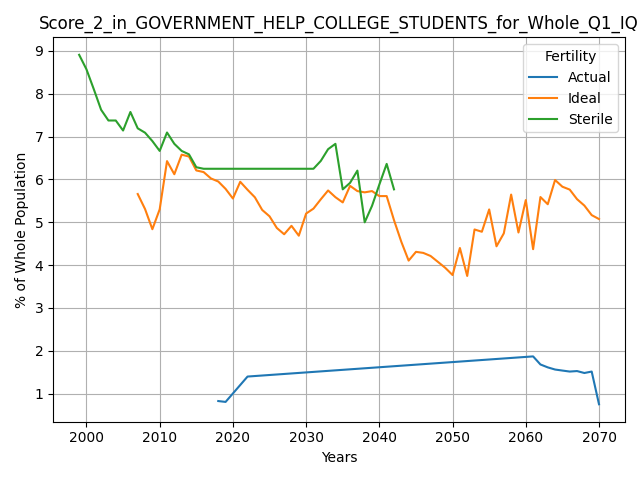 Score_2_in_GOVERNMENT_HELP_COLLEGE_STUDENTS_for_Whole_Q1_IQ
Fertility
Actual
Ideal
Sterile
% of Whole Population
9
8
7
6
5
4
3
2
1
2000 2010 2020 2030 2040 2050 2060 2070
Years